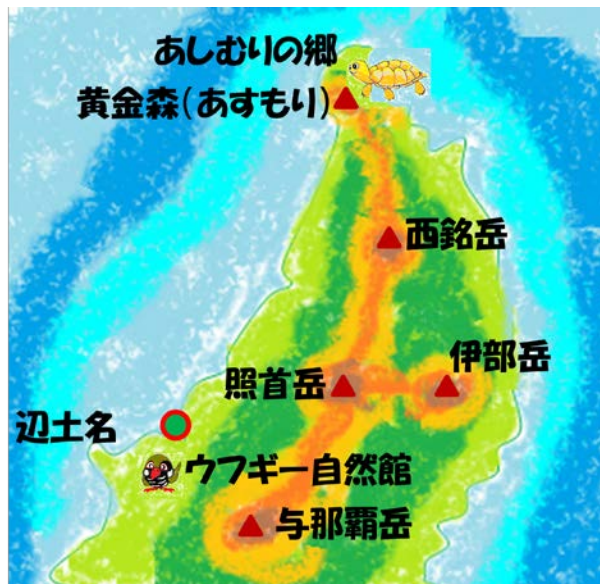 あしむりの郷
黄金森(あすもり)
西銘岳
伊部岳
照首岳
辺土名
ウフギー自然館
与那覇岳